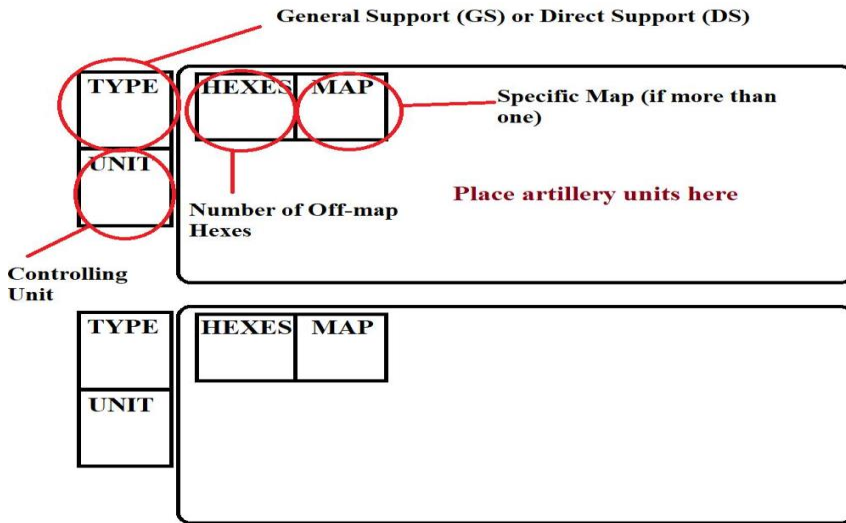 General Support (GS) or Direct Support (DS)
TYPE
HEXES
MAP
Specific Map (if more than
one)
UNIT
Place artillery units here
Number of Off-map
Hexes
Controlling
Unit
TYPE
HEXES
MAP
UNIT